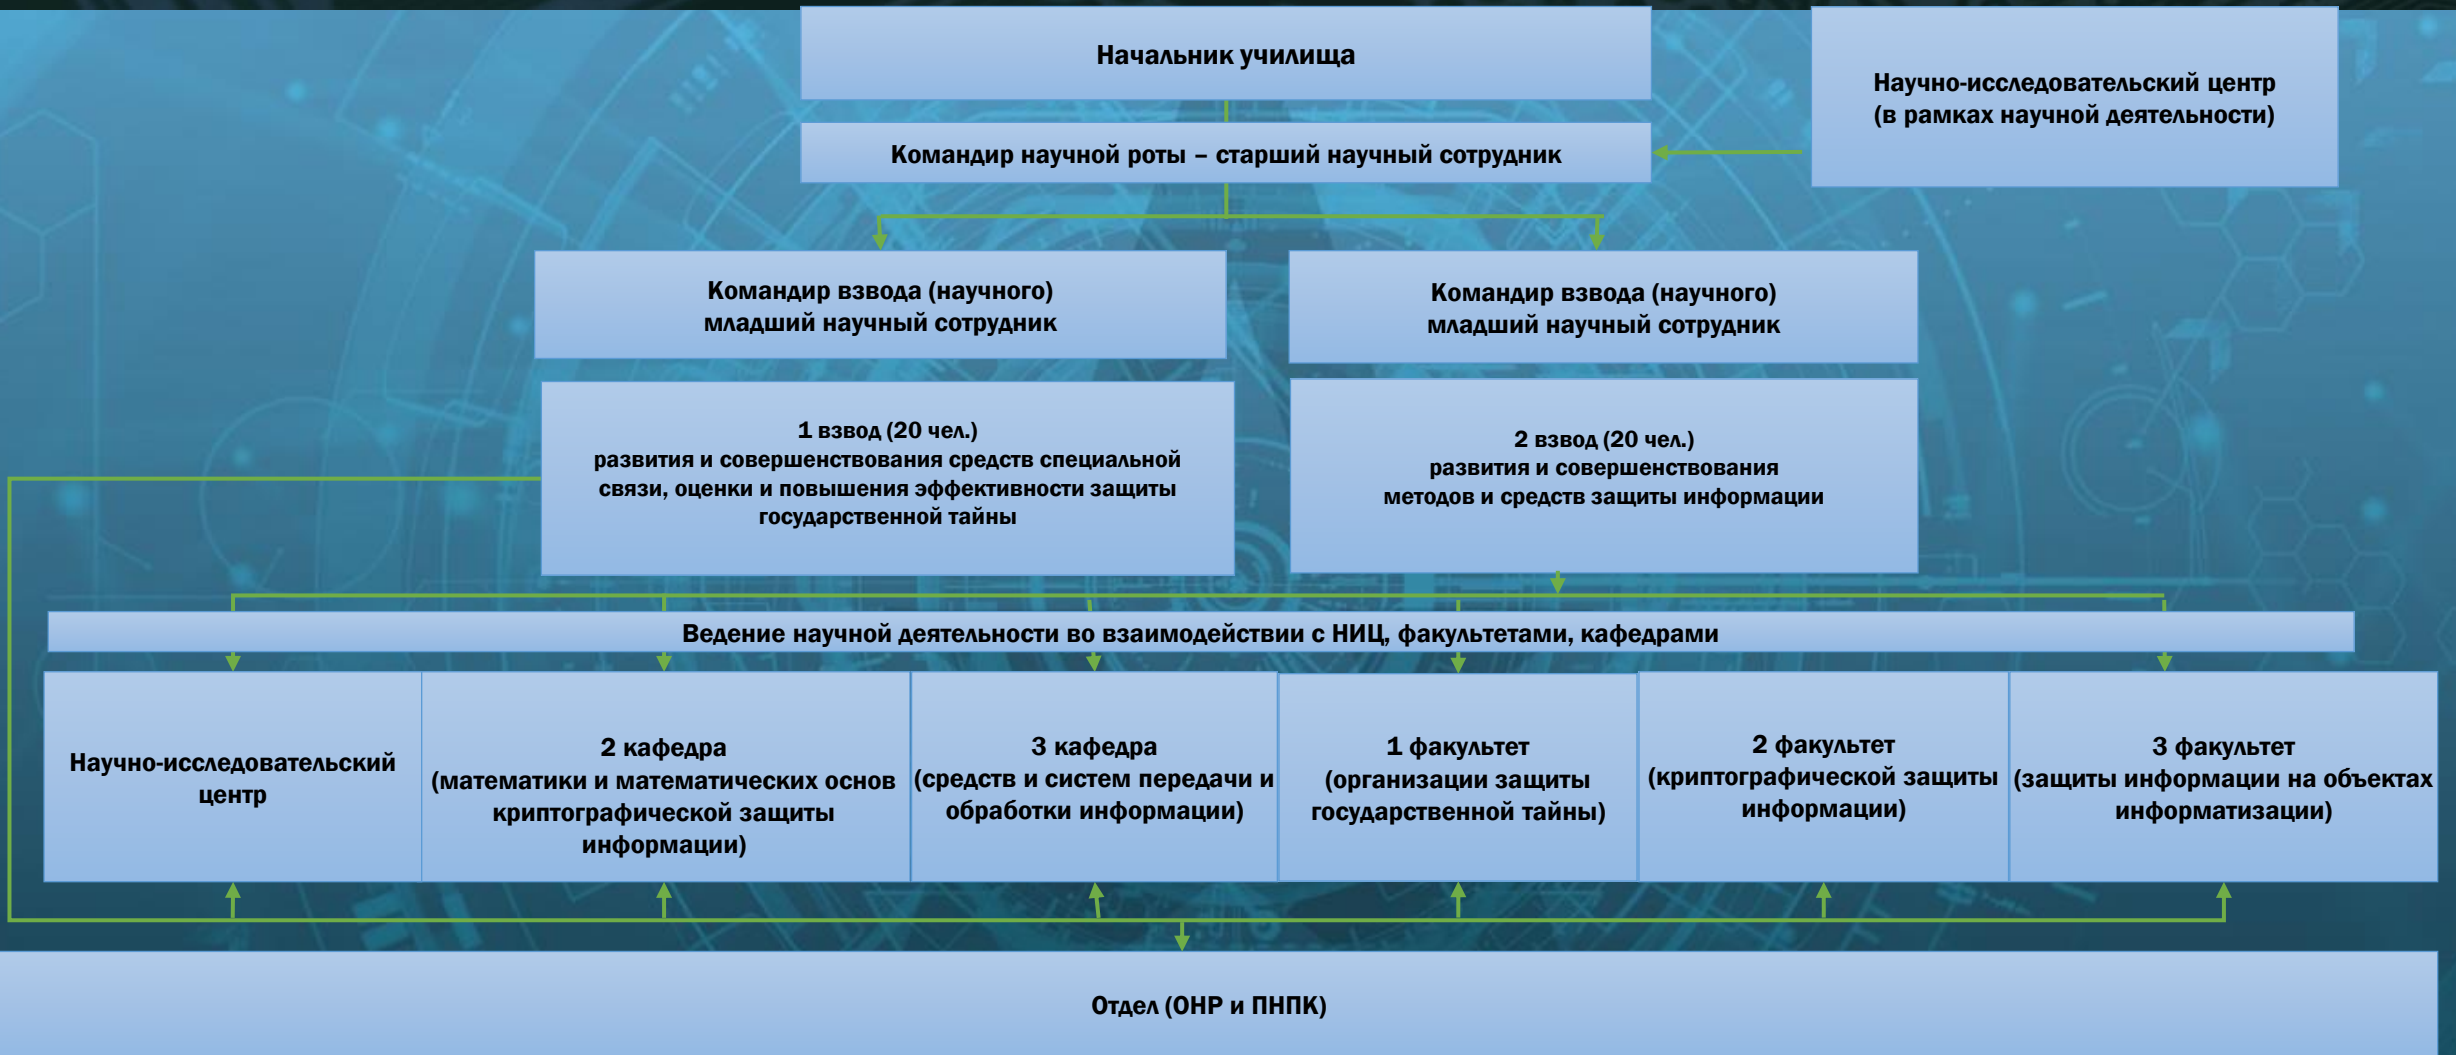 Начальник училища
Научно-исследовательский центр
(в рамках научной деятельности)
Командир научной роты – старший научный сотрудник
Командир взвода (научного)
младший научный сотрудник
Командир взвода (научного)
младший научный сотрудник
1 взвод (20 чел.)
развития и совершенствования средств специальной
связи, оценки и повышения эффективности защиты
государственной тайны
2 взвод (20 чел.)
развития и совершенствования
методов и средств защиты информации
Ведение научной деятельности во взаимодействии с НИЦ, факультетами, кафедрами
Научно-исследовательский
центр
2 кафедра
(математики и математических основ
криптографической защиты
информации)
3 кафедра
(средств и систем передачи и
обработки информации)
1 факультет
(организации защиты
государственной тайны)
2 факультет
(криптографической защиты
информации)
3 факультет
(защиты информации на объектах
информатизации)
Отдел (ОНР и ПНПК)